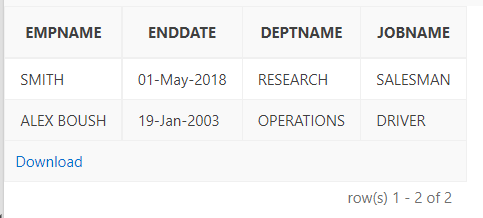 EMPNAME ENDDATE DEPTNAME JOBNAME
SMITH 01-May-2018 RESEARCH SALESMAN
ALEX BOUSH 19-Jan-2003 OPERATIONS DRIVER
Download
row(s) 1 - 2 of 2